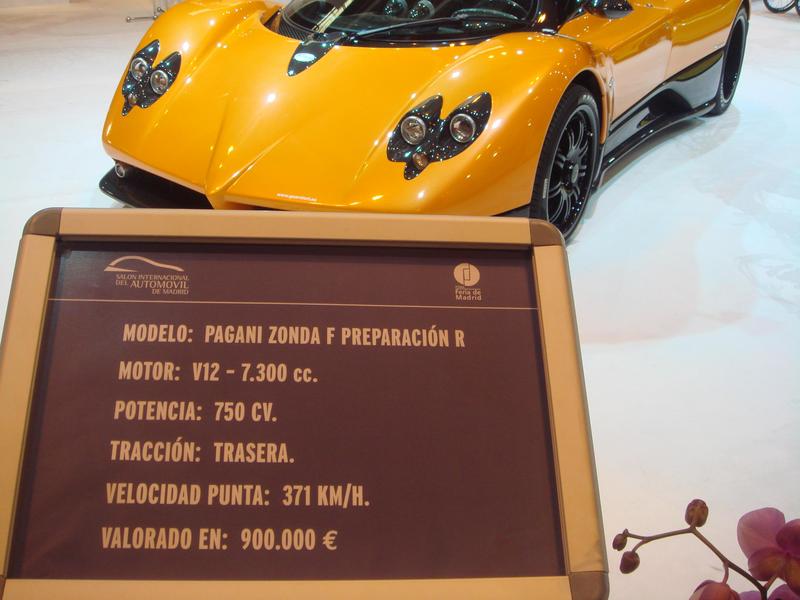 SALON INTERNACIONAL
DEL AUTOMOVIL
DE MADRID
Feria de
Madrid
MODELO: PAGANI ZONDA F PREPARACIÓN R
MOTOR: V12 - 7.300 cc.
POTENCIA: 750 CV.
TRACCIÓN: TRASERA.
VELOCIDAD PUNTA: 371 KM/H.
VALORADO EN: 900.000 €